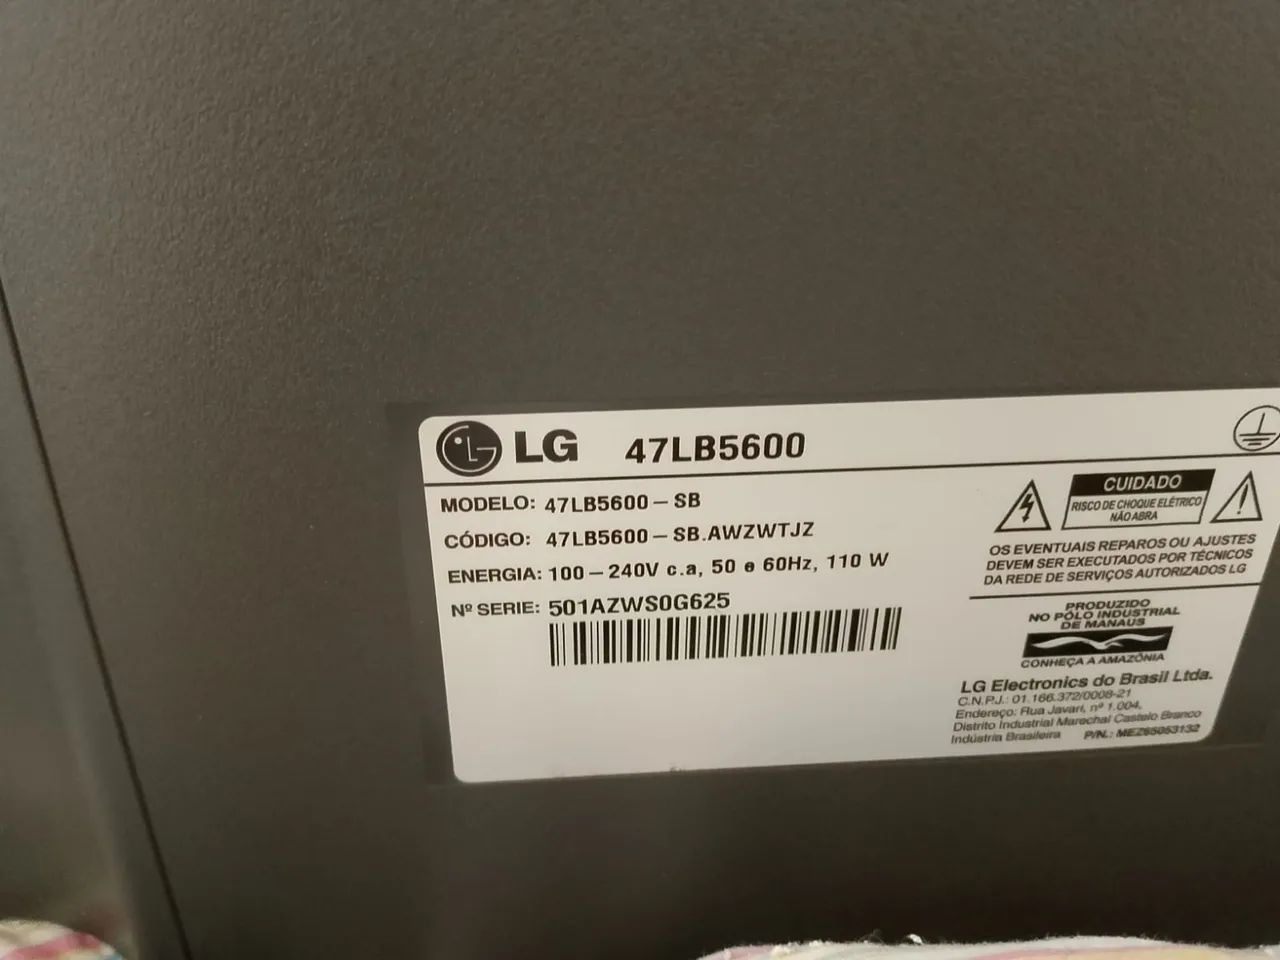 LG 47LB5600
MODELO: 47LB5600-SB
CÓDIGO: 47LB5600-SB.AWZWTJZ
ENERGIA: 100-240V c.a, 50 e 60Hz, 110 W
Nº SERIE: 501AZWS0G625
CUIDADO
RISCO DE CHOQUE ELÉTRICO
NÃO ABRA
OS EVENTUAIS REPAROS OU AJUSTES
DEVEM SER EXECUTADOS POR TÉCNICOS
DA REDE DE SERVIÇOS AUTORIZADOS LG
PRODUZIDO
NO PÓLO INDUSTRIAL
DE MANAUS
CONHEÇA A AMAZÔNIA
LG Electronics do Brasil Ltda.
C.N.P.J.: 01.166.372/0008-21
Endereço: Rua Javari, nº 1.004,
Distrito Industrial Marechal Castelo Branco
Indústria Brasileira P/N.: MEZ65053132